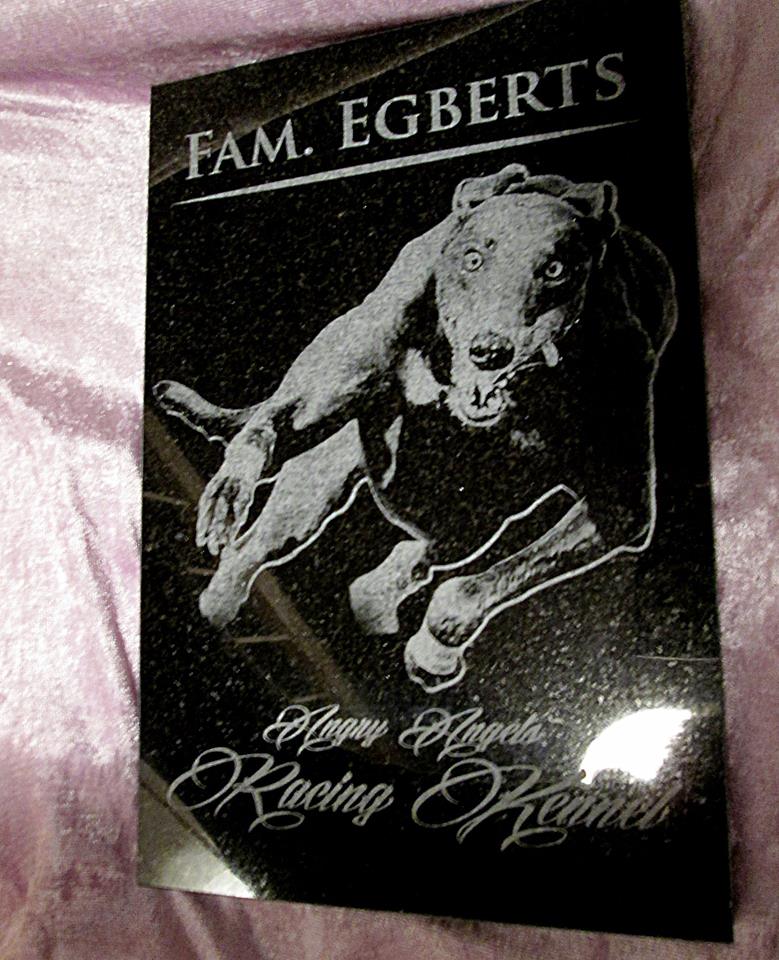 FAM. EGBERTS
Angry Angels
Racing Kennel